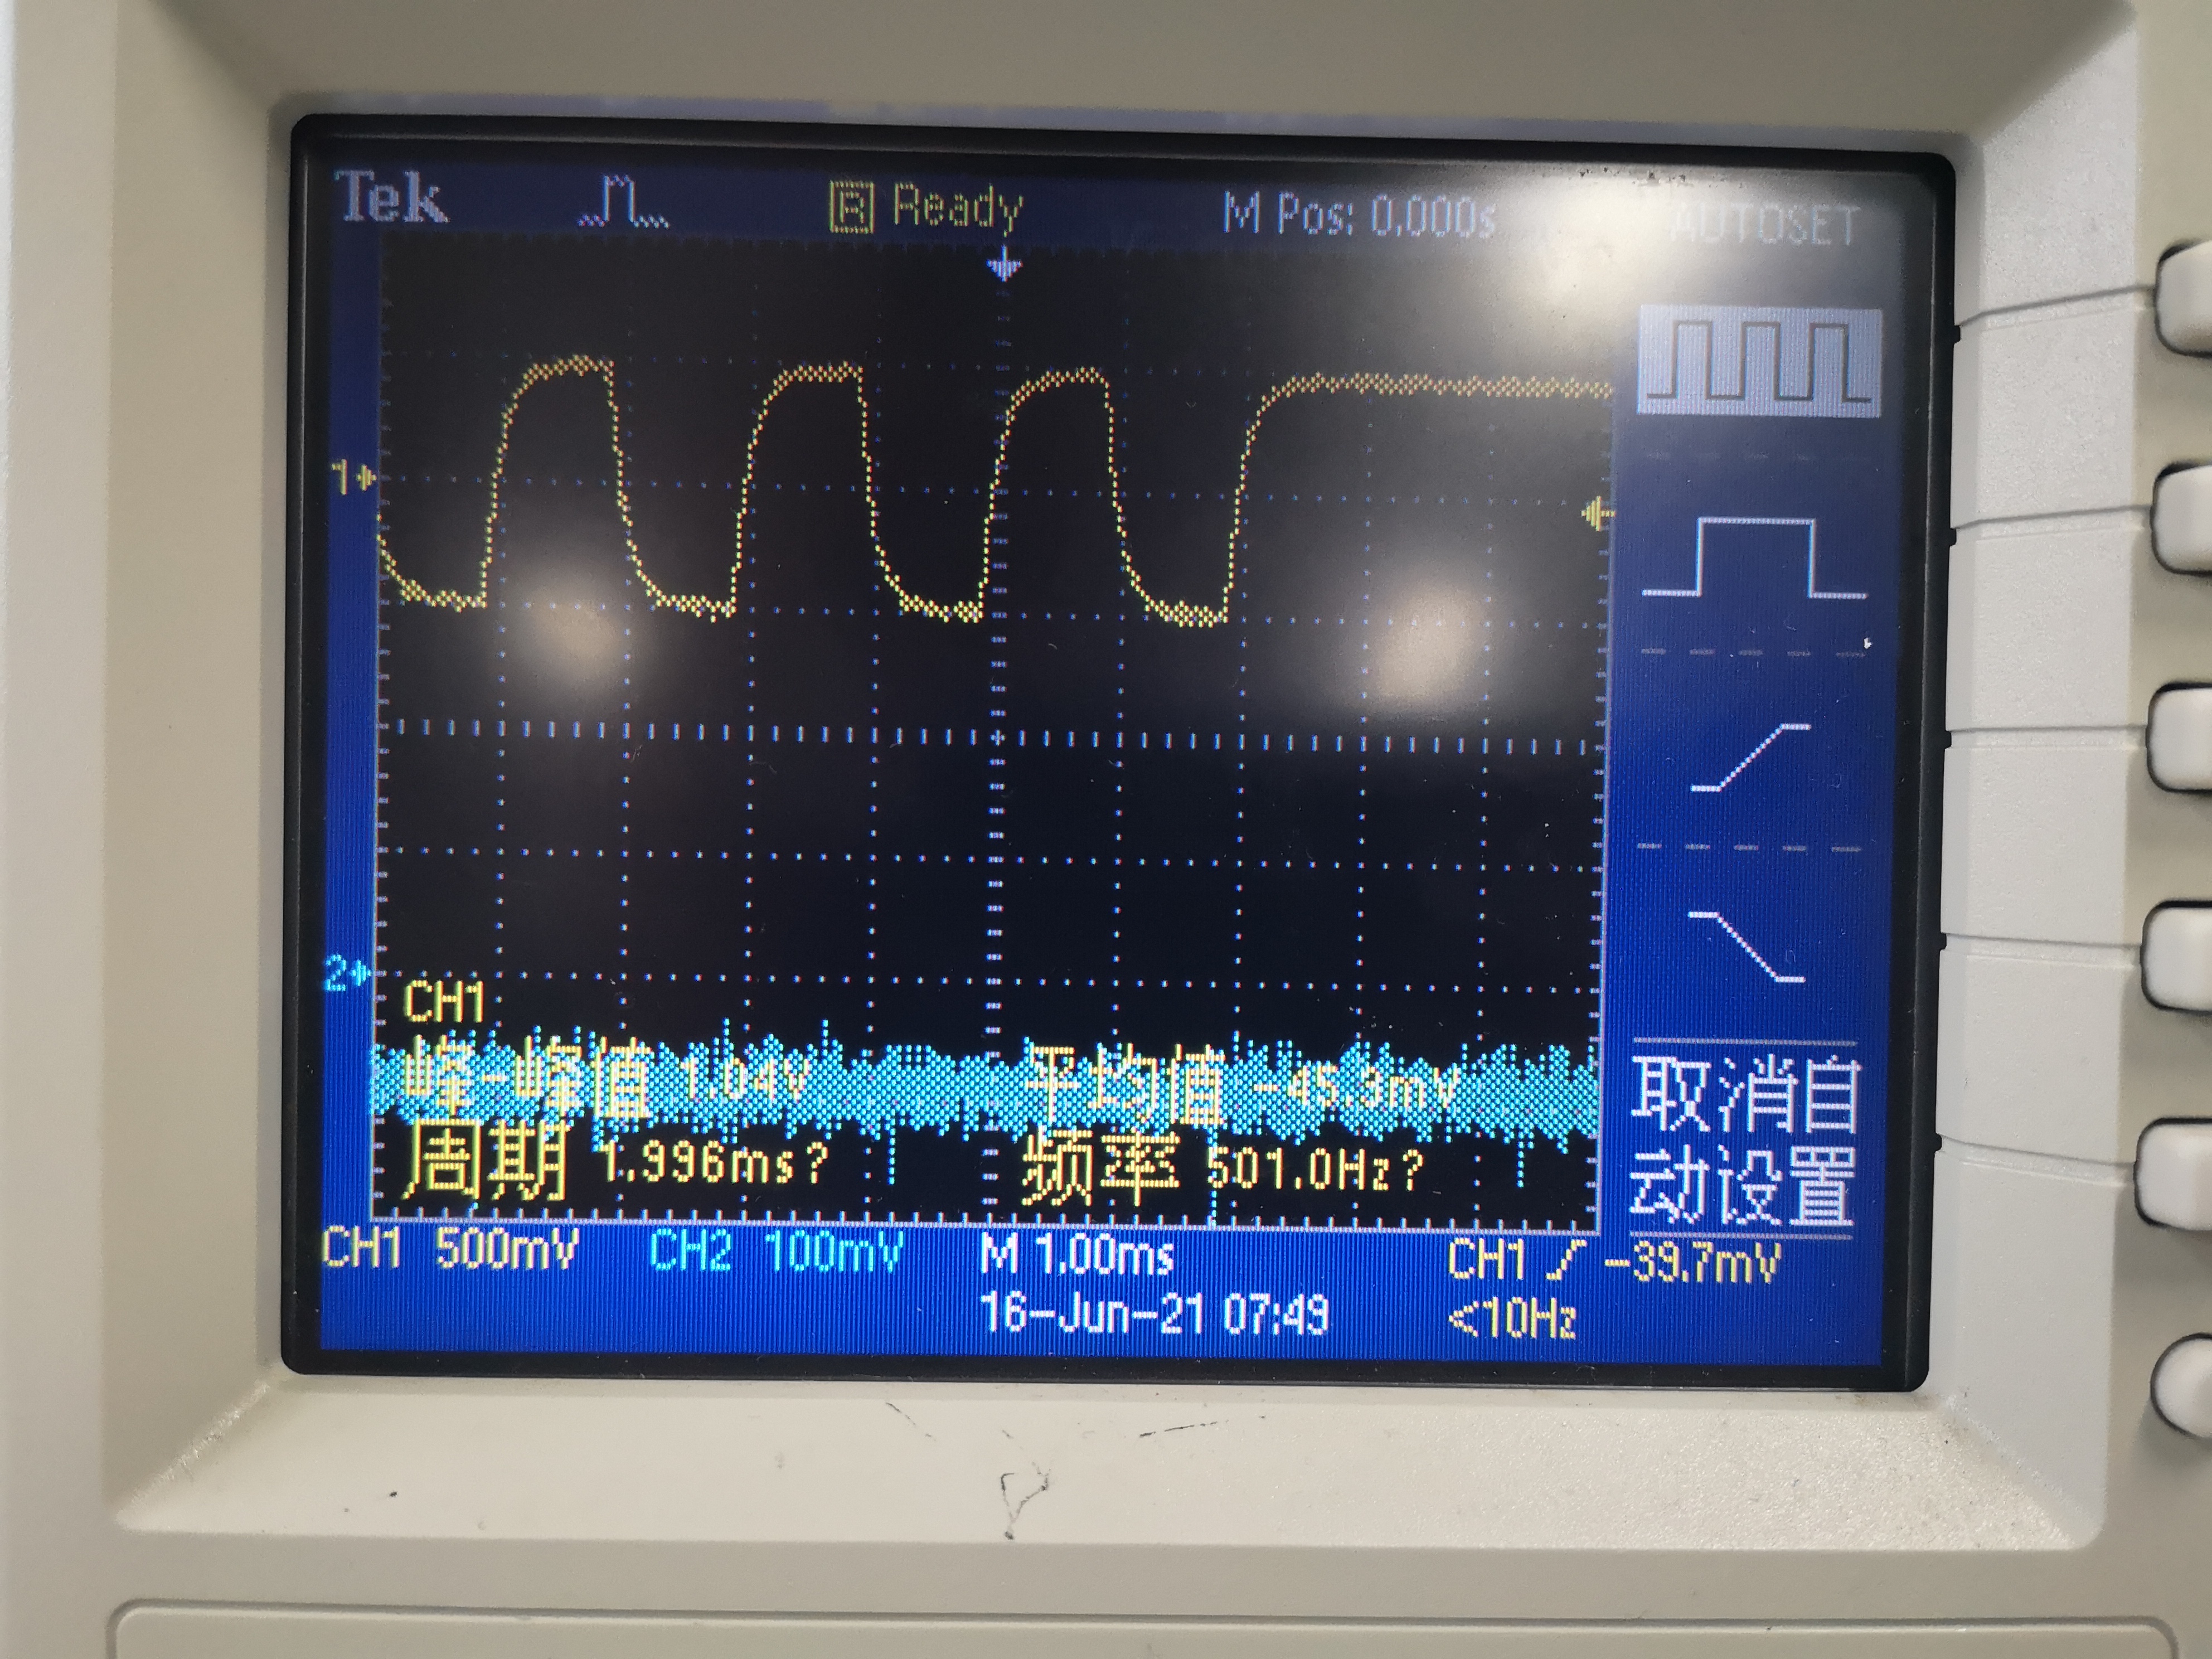 Tek R Ready M Pos: 0.000s AUTOSET
1
2
CH1
峰-峰值 1.04V 平均值 -45.3mV
周期 1.996ms? 频率 501.0Hz?
取消自
动设置
CH1 500mV CH2 100mV M 1.00ms CH1 -39.7mV
16-Jun-21 07:49 <10Hz